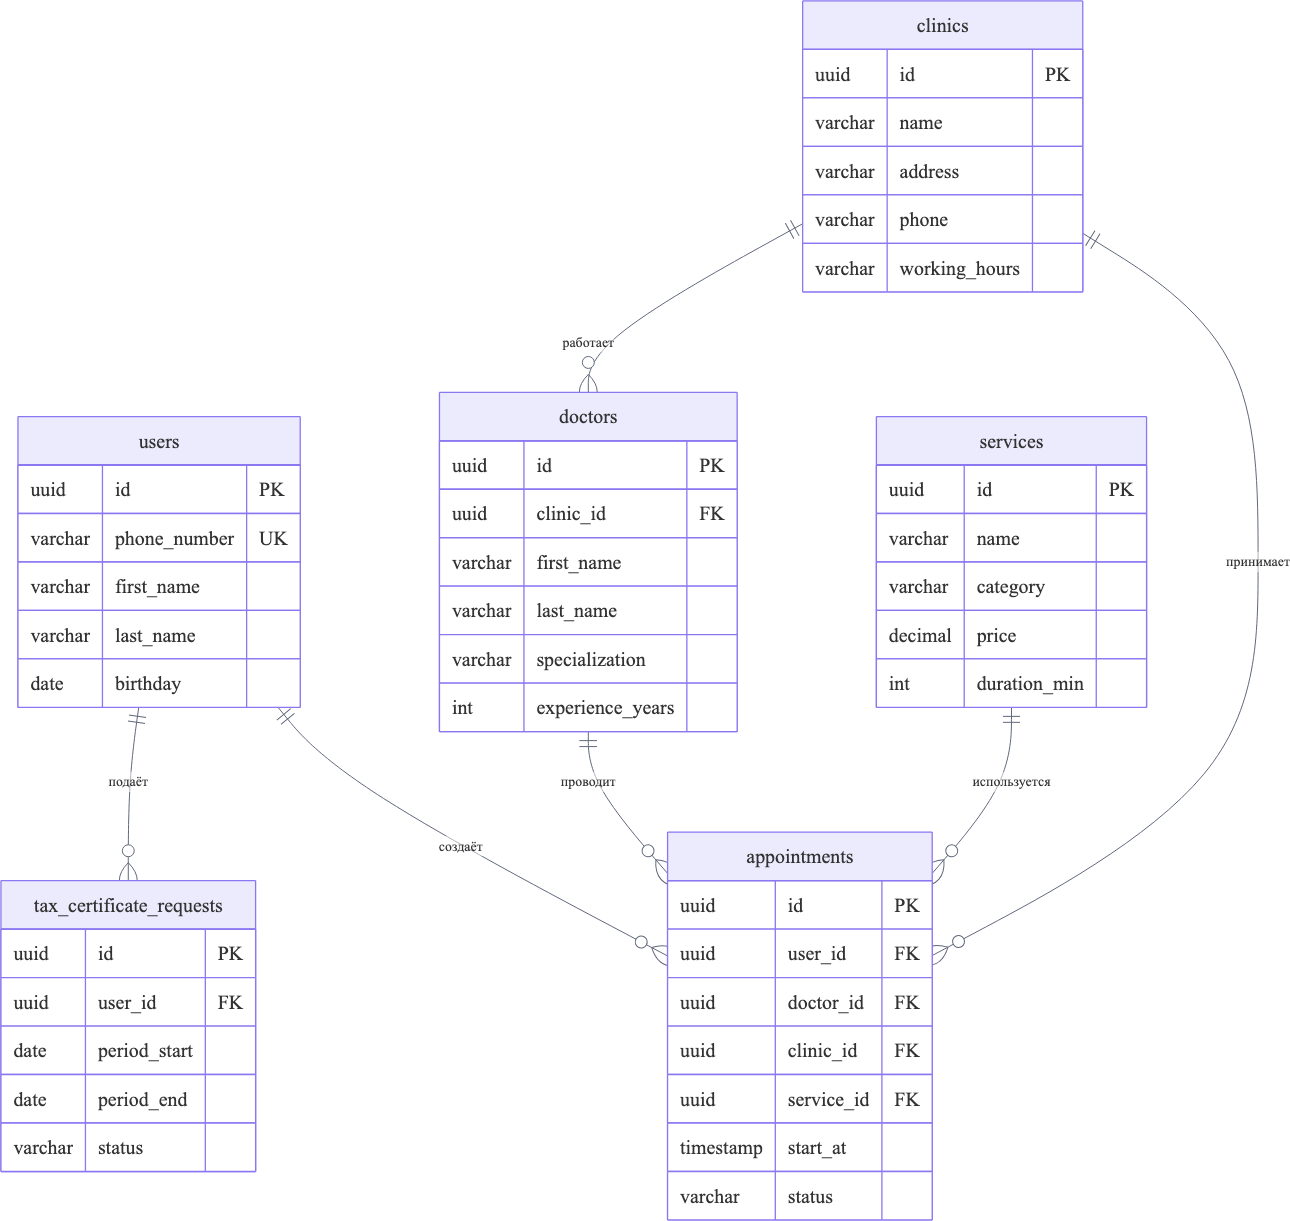 clinics
uuid id PK
varchar name
varchar address
varchar phone
varchar working_hours
работает
принимает
users
uuid id PK
varchar phone_number UK
varchar first_name
varchar last_name
date birthday
doctors
uuid id PK
uuid clinic_id FK
varchar first_name
varchar last_name
varchar specialization
int experience_years
services
uuid id PK
varchar name
varchar category
decimal price
int duration_min
подаёт
создаёт
проводит
используется
tax_certificate_requests
uuid id PK
uuid user_id FK
date period_start
date period_end
varchar status
appointments
uuid id PK
uuid user_id FK
uuid doctor_id FK
uuid clinic_id FK
uuid service_id FK
timestamp start_at
varchar status